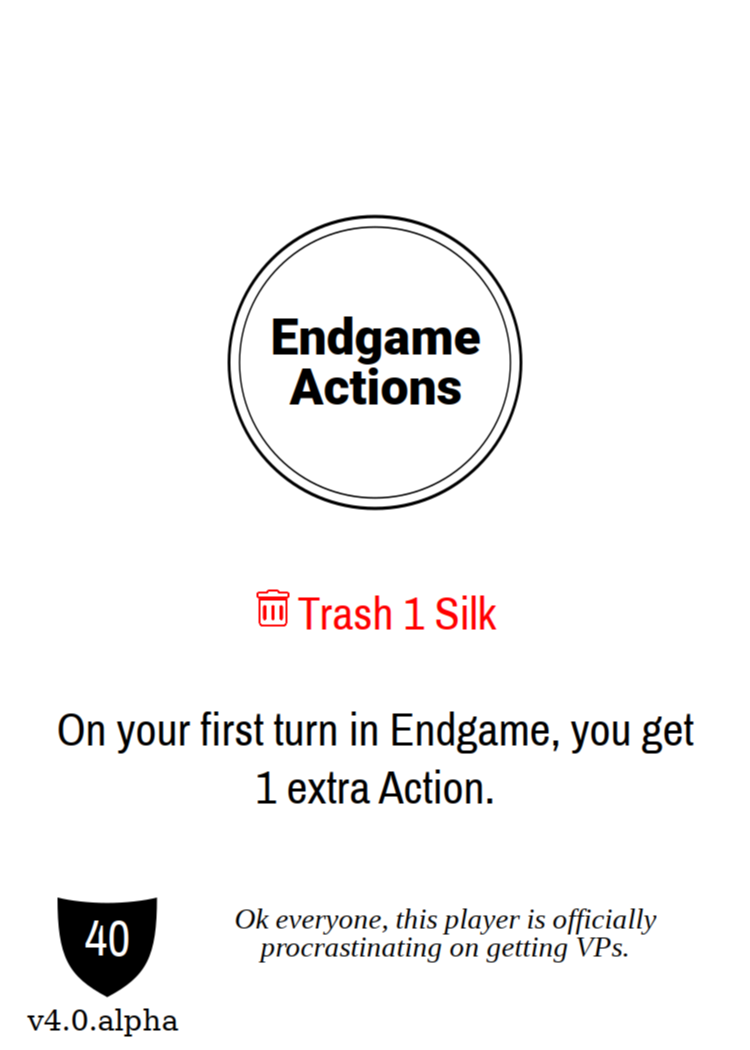 Endgame
Actions
Trash 1 Silk
On your first turn in Endgame, you get
1 extra Action.
40
Ok everyone, this player is officially
procrastinating on getting VPs.
v4.0.alpha